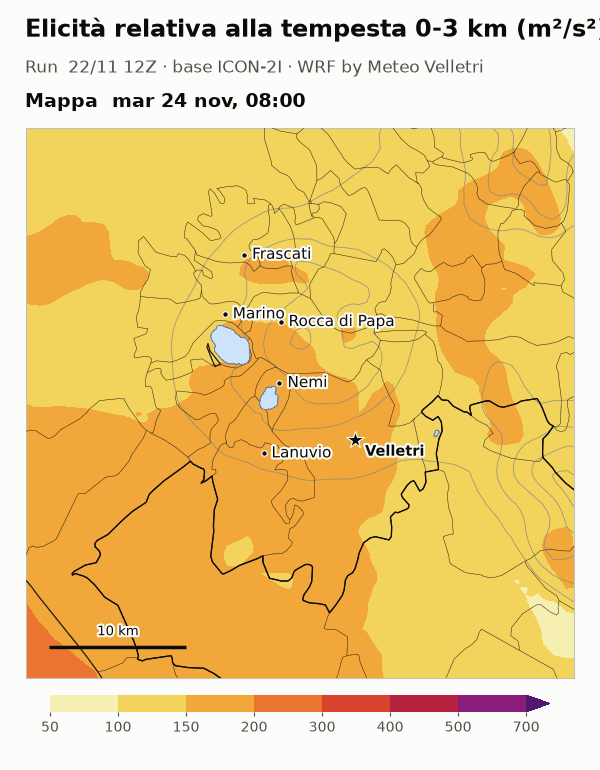 Elicità relativa alla tempesta 0-3 km (m²/s²)
Run  22/11 12Z · base ICON-2I · WRF by Meteo Velletri
Mappa  mar 24 nov, 08:00
Frascati
Marino
Rocca di Papa
Nemi
Velletri
Lanuvio
10 km
50 100 150 200 300 400 500 700